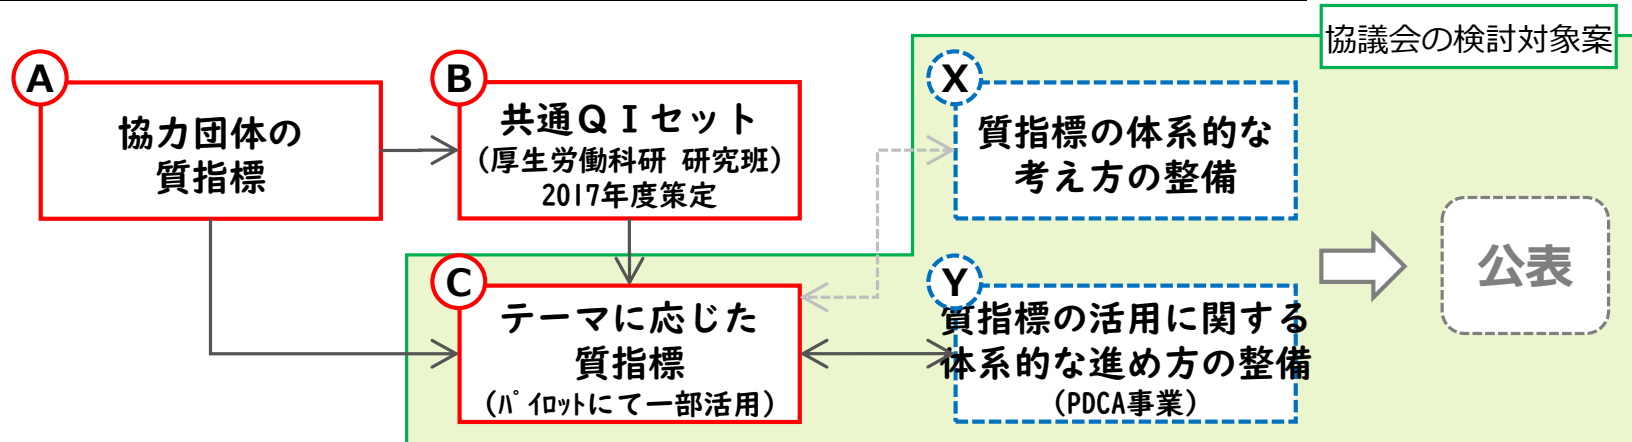 協議会の検討対象案
A
協力団体の
質指標
B
共通QIセット
(厚生労働科研 研究班)
2017年度策定
X
質指標の体系的な
考え方の整備
C
テーマに応じた
質指標
(パイロットにて一部活用)
Y
質指標の活用に関する
体系的な進め方の整備
(PDCA事業)
公表